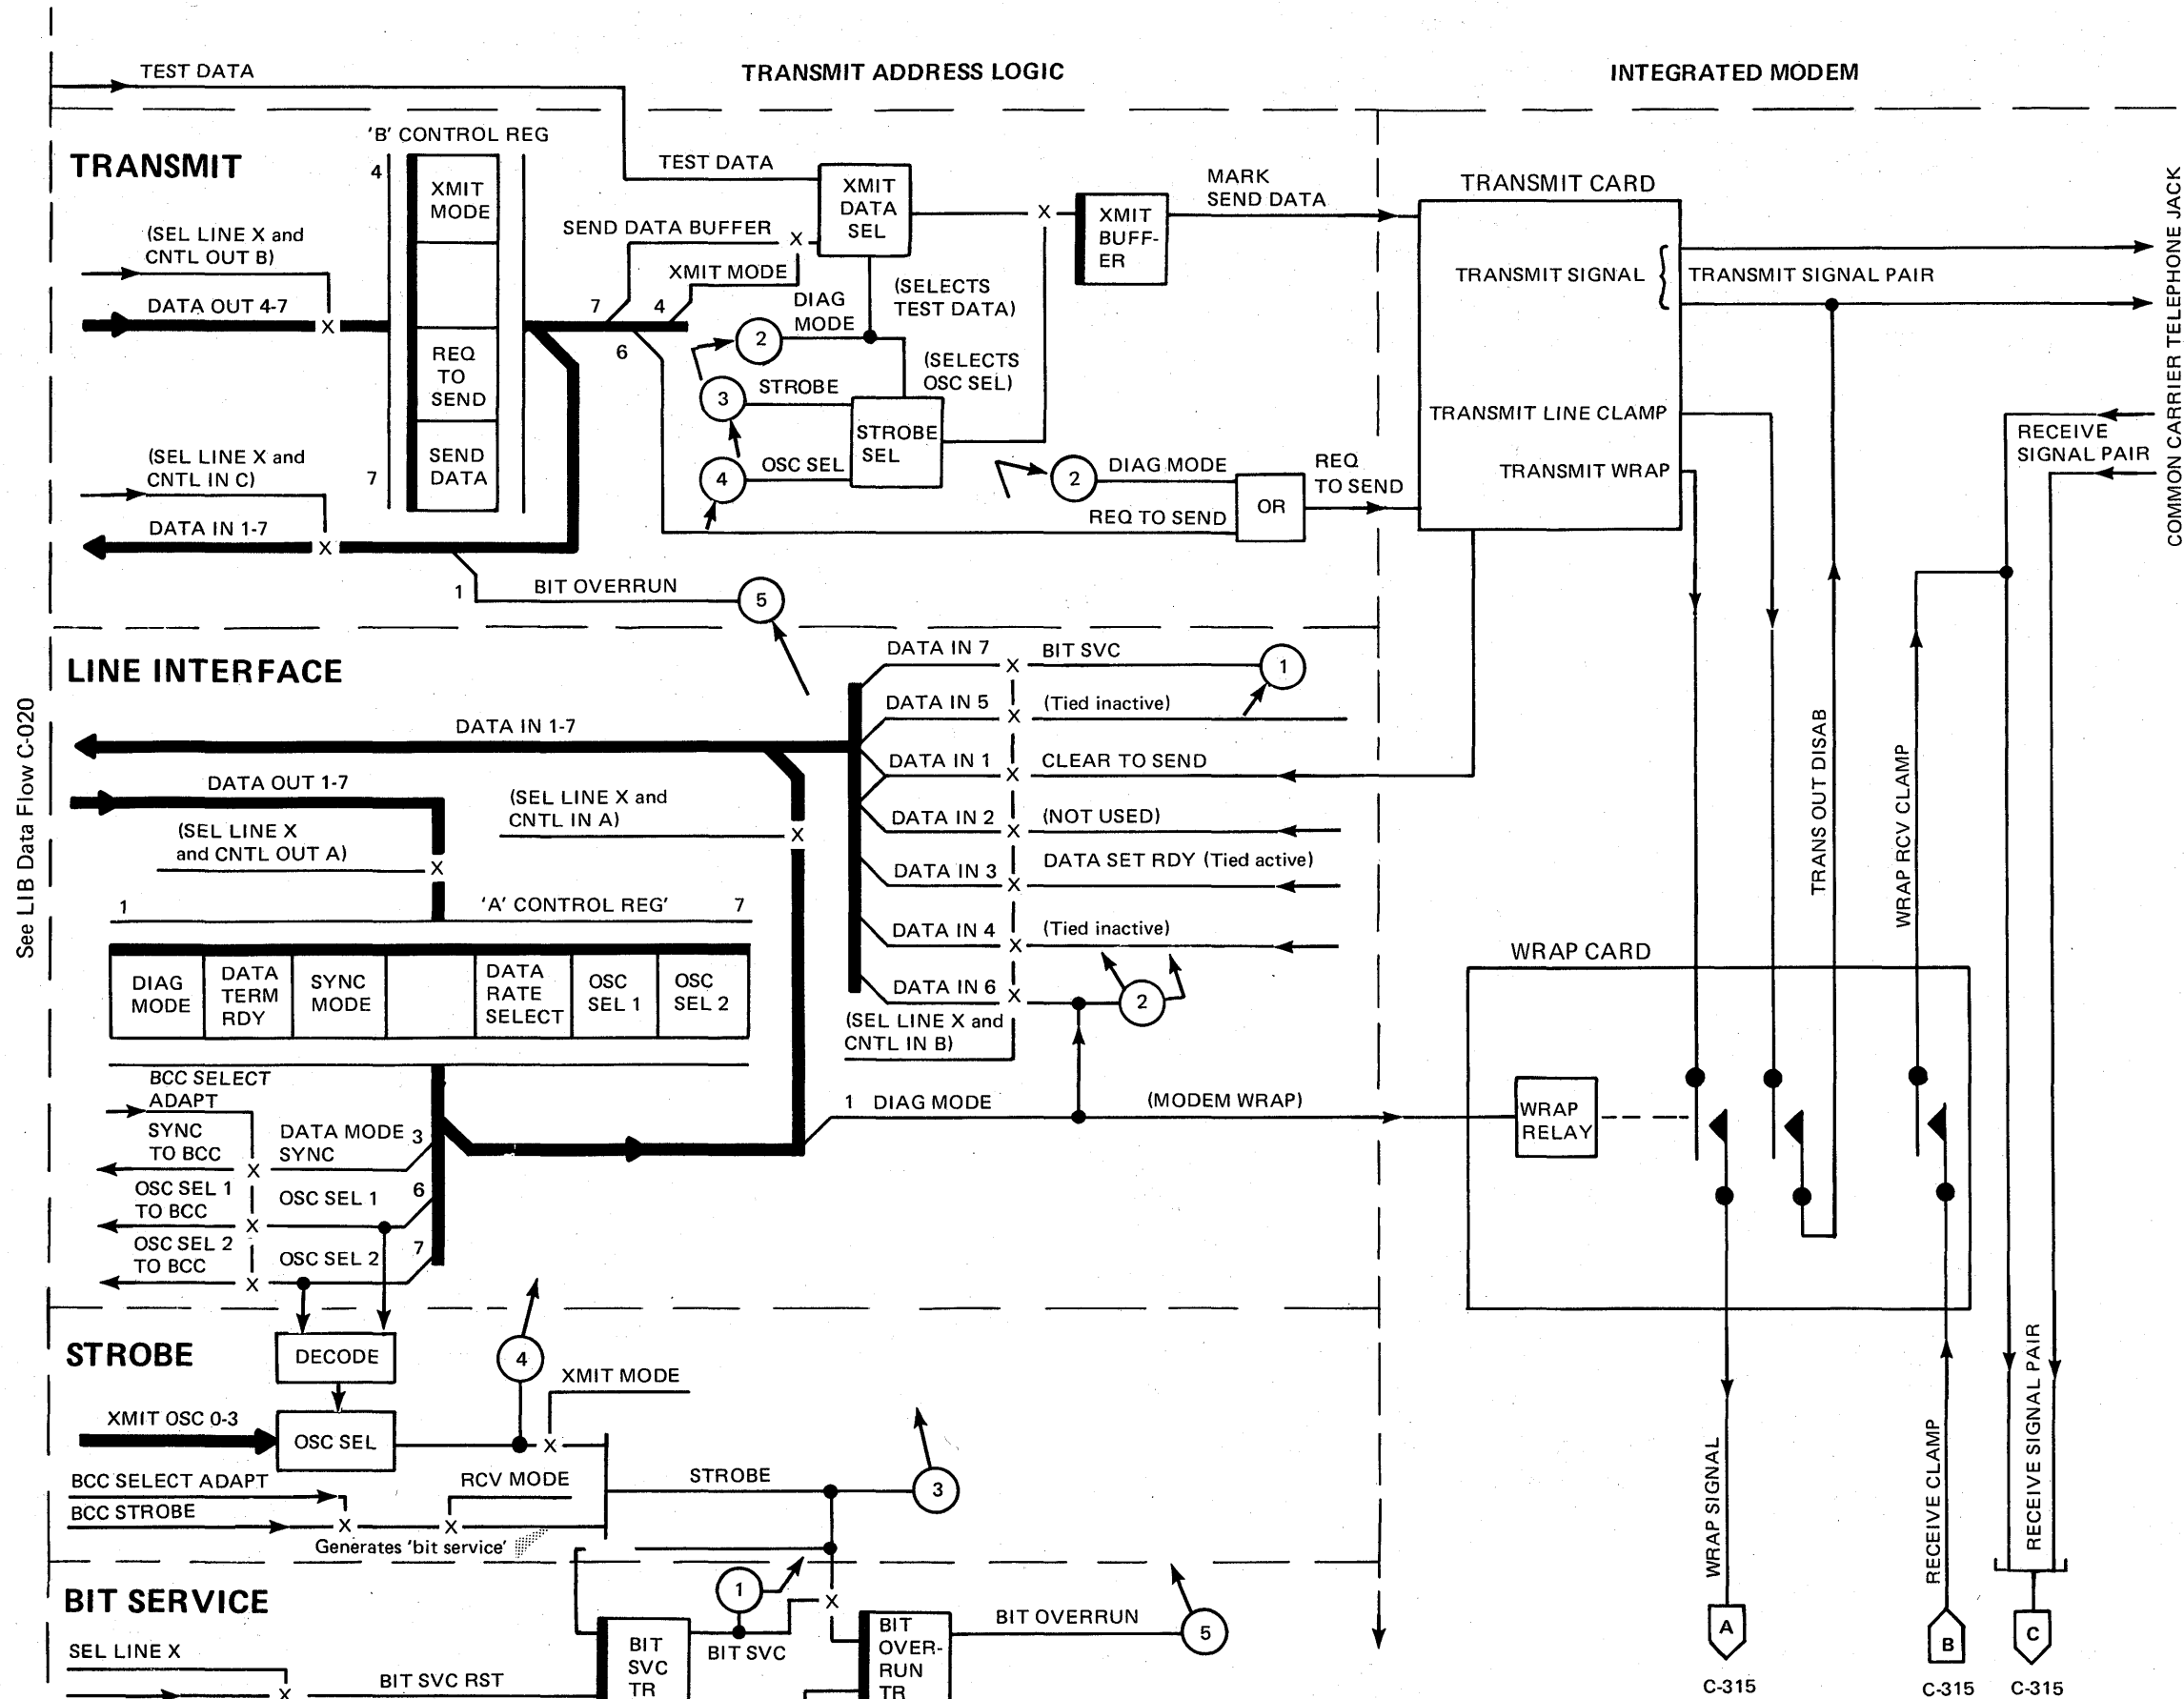 TEST DATA
TRANSMIT ADDRESS LOGIC
INTEGRATED MODEM
TRANSMIT
'B' CONTROL REG
4
XMIT
MODE
REQ
TO
SEND
SEND
DATA
7
(SEL LINE X and
CNTL OUT B)
DATA OUT 4-7
X
(SEL LINE X and
CNTL IN C)
DATA IN 1-7
X
1
BIT OVERRUN
5
TEST DATA
SEND DATA BUFFER
X
XMIT MODE
7
4
6
XMIT
DATA
SEL
(SELECTS
TEST DATA)
DIAG
MODE
2
(SELECTS
OSC SEL)
3
STROBE
4
OSC SEL
STROBE
SEL
X
XMIT
BUFF-
ER
MARK
SEND DATA
2
DIAG MODE
REQ TO SEND
OR
REQ
TO SEND
TRANSMIT CARD
TRANSMIT SIGNAL
TRANSMIT SIGNAL PAIR
TRANSMIT LINE CLAMP
TRANSMIT WRAP
RECEIVE
SIGNAL PAIR
COMMON CARRIER TELEPHONE JACK
See LIB Data Flow C-020
LINE INTERFACE
DATA IN 1-7
DATA OUT 1-7
(SEL LINE X
and CNTL OUT A)
X
(SEL LINE X and
CNTL IN A)
X
1
'A' CONTROL REG'
7
DIAG
MODE
DATA
TERM
RDY
SYNC
MODE
DATA
RATE
SELECT
OSC
SEL 1
OSC
SEL 2
DATA IN 7
X
BIT SVC
1
DATA IN 5
X
(Tied inactive)
DATA IN 1
X
CLEAR TO SEND
DATA IN 2
X
(NOT USED)
DATA IN 3
X
DATA SET RDY (Tied active)
DATA IN 4
X
(Tied inactive)
DATA IN 6
X
2
(SEL LINE X and
CNTL IN B)
1
DIAG MODE
(MODEM WRAP)
BCC SELECT
ADAPT
SYNC
TO BCC
X
DATA MODE
SYNC
3
OSC SEL 1
TO BCC
X
OSC SEL 1
6
OSC SEL 2
TO BCC
X
OSC SEL 2
7
TRANS OUT DISAB
WRAP RCV CLAMP
WRAP CARD
WRAP
RELAY
STROBE
DECODE
4
XMIT MODE
XMIT OSC 0-3
OSC SEL
X
BCC SELECT ADAPT
RCV MODE
BCC STROBE
X
X
STROBE
3
Generates 'bit service'
BIT SERVICE
1
X
SEL LINE X
X
BIT SVC RST
BIT
SVC
TR
BIT SVC
BIT
OVER-
RUN
TR
BIT OVERRUN
5
WRAP SIGNAL
RECEIVE CLAMP
RECEIVE SIGNAL PAIR
A
B
C
C-315
C-315
C-315